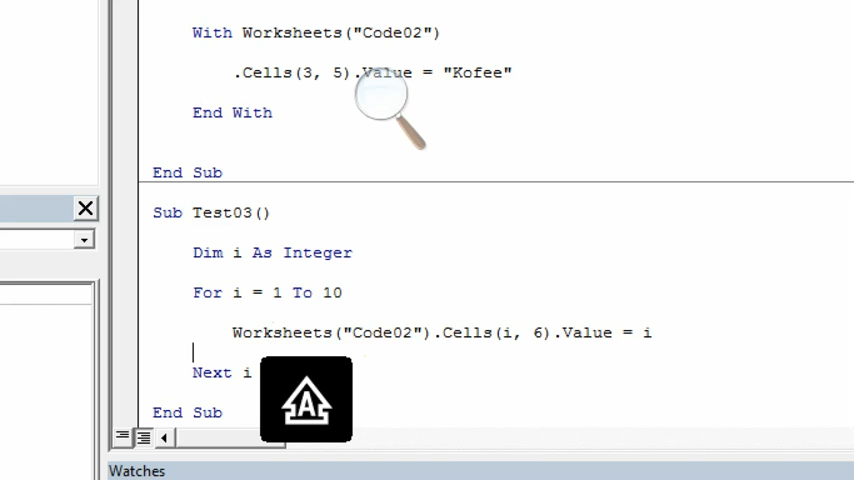 With Worksheets("Code02")
.Cells(3, 5).Value = "Kofee"
End With
End Sub
Sub Test03()
Dim i As Integer
For i = 1 To 10
Worksheets("Code02").Cells(i, 6).Value = i
Next i
A
End Sub
Watches